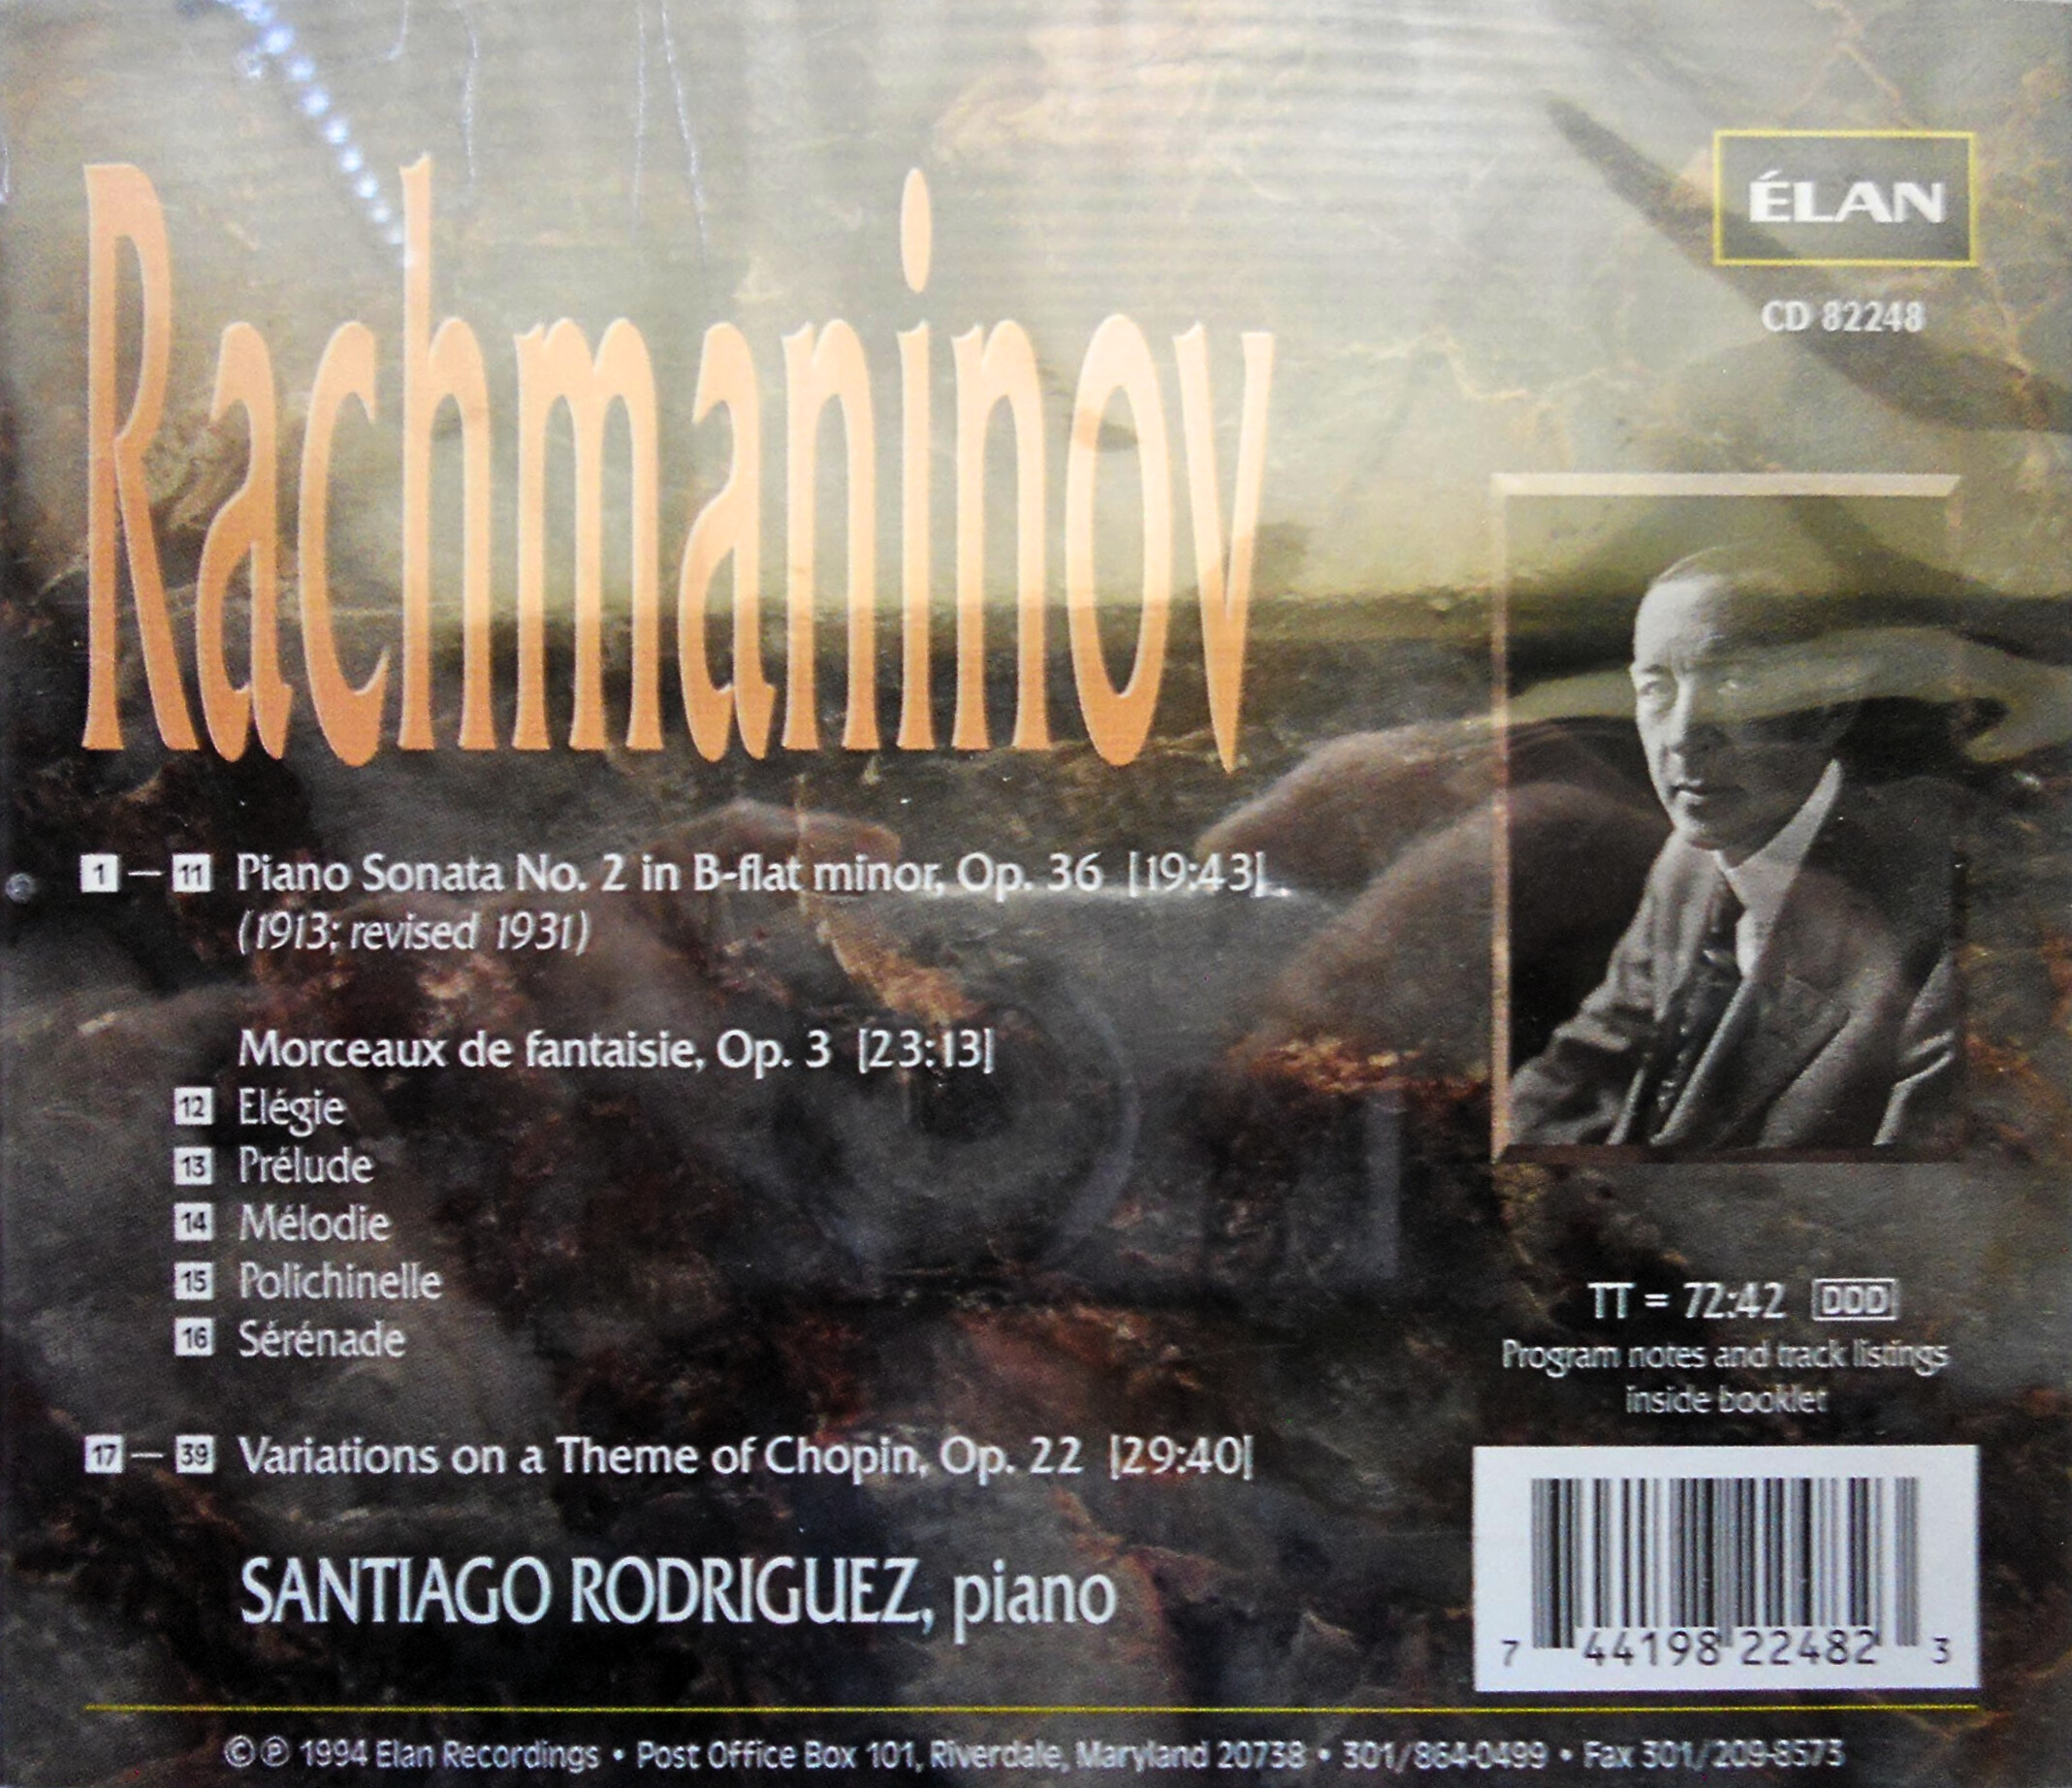 Rachmaninov
ÉLAN
CD 82248
1 – 11 Piano Sonata No. 2 in B-flat minor, Op. 36 [19:43]
(1913; revised 1931)
Morceaux de fantaisie, Op. 3 [23:13]
12 Elégie
13 Prélude
14 Mélodie
15 Polichinelle
16 Sérénade
17 – 39 Variations on a Theme of Chopin, Op. 22 [29:40]
SANTIAGO RODRIGUEZ, piano
TT = 72:42 DDD
Program notes and track listings
inside booklet
7 44198 22482 3
© ℗ 1994 Elan Recordings • Post Office Box 101, Riverdale, Maryland 20738 • 301/864-0499 • Fax 301/209-8573